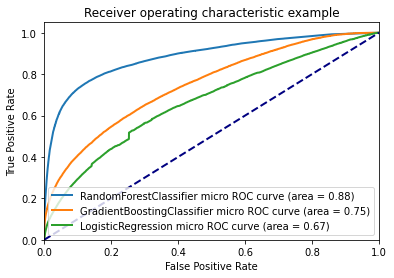 Receiver operating characteristic example
True Positive Rate
1.0
0.8
0.6
0.4
0.2
0.0
RandomForestClassifier micro ROC curve (area = 0.88)
GradientBoostingClassifier micro ROC curve (area = 0.75)
LogisticRegression micro ROC curve (area = 0.67)
0.0 0.2 0.4 0.6 0.8 1.0
False Positive Rate